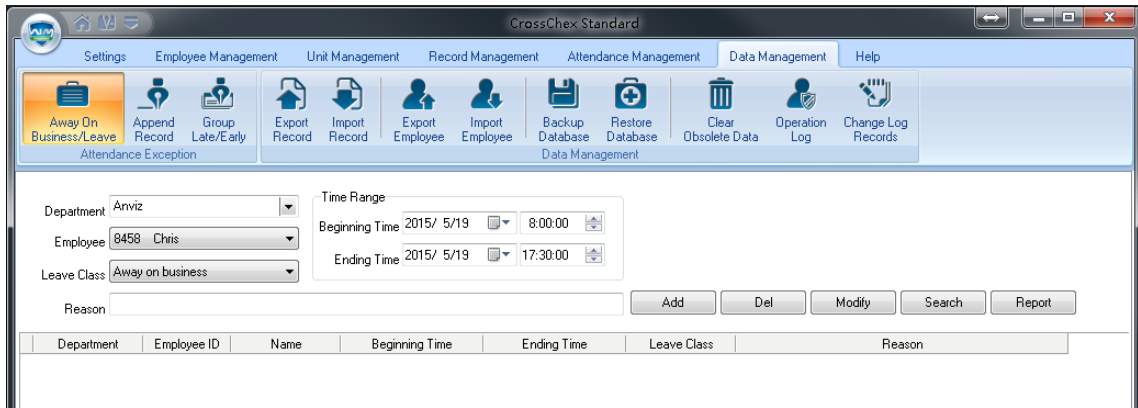 CrossChex Standard
Settings Employee Management Unit Management Record Management Attendance Management Data Management Help
Away On Business/Leave
Append Record
Group Late/Early
Export Record
Import Record
Export Employee
Import Employee
Backup Database
Restore Database
Clear Obsolete Data
Operation Log
Change Log Records
Attendance Exception Data Management
Department Anviz
Employee 8458 Chris
Leave Class Away on business
Time Range
Beginning Time 2015/ 5/19 8:00:00
Ending Time 2015/ 5/19 17:30:00
Reason Add Del Modify Search Report
Department Employee ID Name Beginning Time Ending Time Leave Class Reason